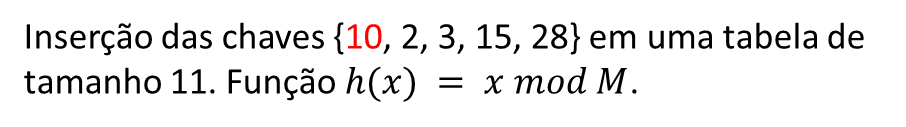 Inserção das chaves {10, 2, 3, 15, 28} em uma tabela de
tamanho 11. Função h(x) = x mod M.